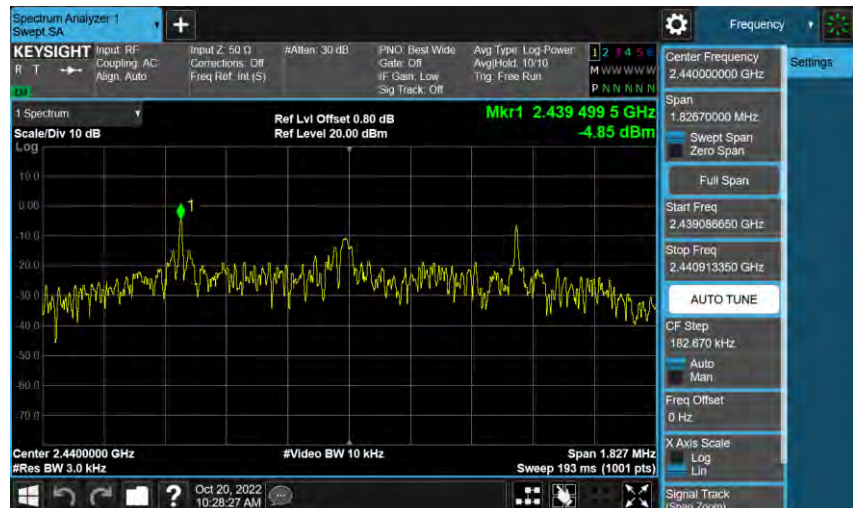 Spectrum Analyzer 1
Swept SA
+
Frequency
KEYSIGHT
R T
Input: RF
Coupling: AC
Align: Auto
Input Z: 50 Ω
Corrections: Off
Freq Ref: Int (S)
#Atten: 30 dB
PNO: Best Wide
Gate: Off
IF Gain: Low
Sig Track: Off
Avg Type: Log-Power
Avg|Hold: 10/10
Trig: Free Run
1 2 3 4 5 6
M W W W W W
P N N N N N
1 Spectrum
Scale/Div 10 dB
Log
Ref Lvl Offset 0.80 dB
Ref Level 20.00 dBm
Mkr1 2.439 499 5 GHz
-4.85 dBm
10.0
0.00
-10.0
-20.0
-30.0
-40.0
-50.0
-60.0
-70.0
1
Center 2.4400000 GHz
#Res BW 3.0 kHz
#Video BW 10 kHz
Span 1.827 MHz
Sweep 193 ms (1001 pts)
?
Oct 20, 2022
10:28:27 AM
Center Frequency
2.440000000 GHz
Settings
Span
1.82670000 MHz
Swept Span
Zero Span
Full Span
Start Freq
2.439086650 GHz
Stop Freq
2.440913350 GHz
AUTO TUNE
CF Step
182.670 kHz
Auto
Man
Freq Offset
0 Hz
X Axis Scale
Log
Lin
Signal Track
(Span Zoom)